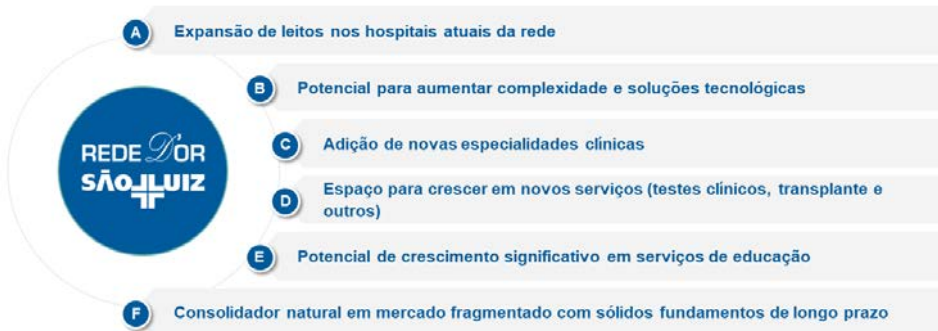 A Expansão de leitos nos hospitais atuais da rede
B Potencial para aumentar complexidade e soluções tecnológicas
REDE D'OR
SÃO LUIZ
C Adição de novas especialidades clínicas
D Espaço para crescer em novos serviços (testes clínicos, transplante e
outros)
E Potencial de crescimento significativo em serviços de educação
F Consolidador natural em mercado fragmentado com sólidos fundamentos de longo prazo